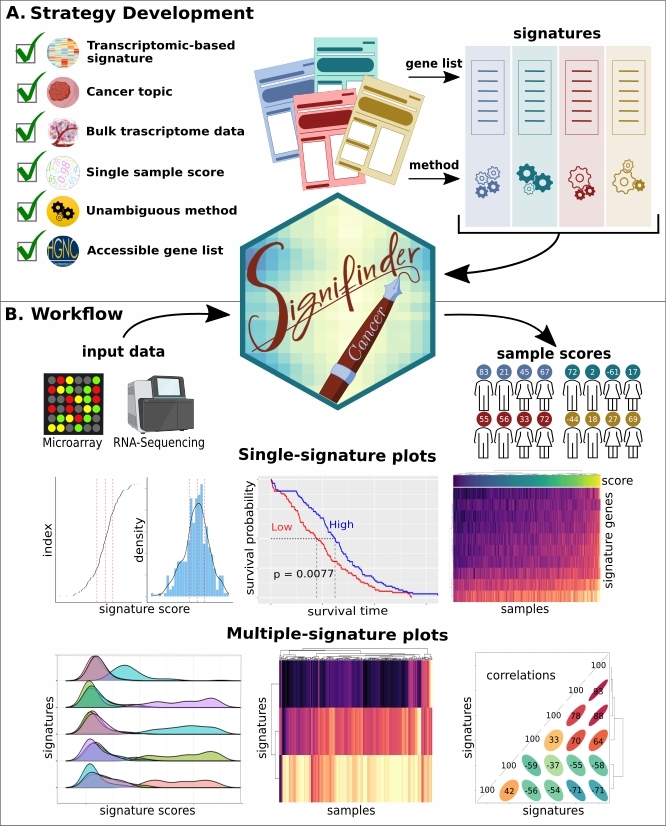 A. Strategy Development
Transcriptomic-based
signature
Cancer topic
Bulk trascriptome data
Single sample score
0.98
Unambiguous method
HGNC
Accessible gene list
gene list
method
signatures
Signifinder
Cancer
B. Workflow
input data
Microarray
RNA-Sequencing
sample scores
83 21 45 67 72 2 -61 17
55 56 33 72 -44 18 27 69
Single-signature plots
index
density
signature score
survival probability
Low
High
p = 0.0077
survival time
score
signature genes
samples
Multiple-signature plots
signatures
signature scores
signatures
samples
correlations
signatures
100
100 93
100 78 88
100 33 70 64
100 -59 -37 -55 -58
100 42 -56 -54 -71 -71
signatures